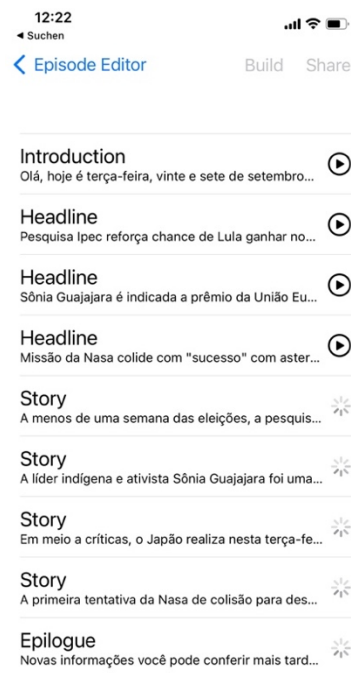 12:22
Suchen
Episode Editor Build Share
Introduction
Olá, hoje é terça-feira, vinte e sete de setembro...
Headline
Pesquisa Ipec reforça chance de Lula ganhar no...
Headline
Sônia Guajajara é indicada a prêmio da União Eu...
Headline
Missão da Nasa colide com "sucesso" com aster...
Story
A menos de uma semana das eleições, a pesquis...
Story
A líder indígena e ativista Sônia Guajajara foi uma...
Story
Em meio a críticas, o Japão realiza nesta terça-fe...
Story
A primeira tentativa da Nasa de colisão para des...
Epilogue
Novas informações você pode conferir mais tard...